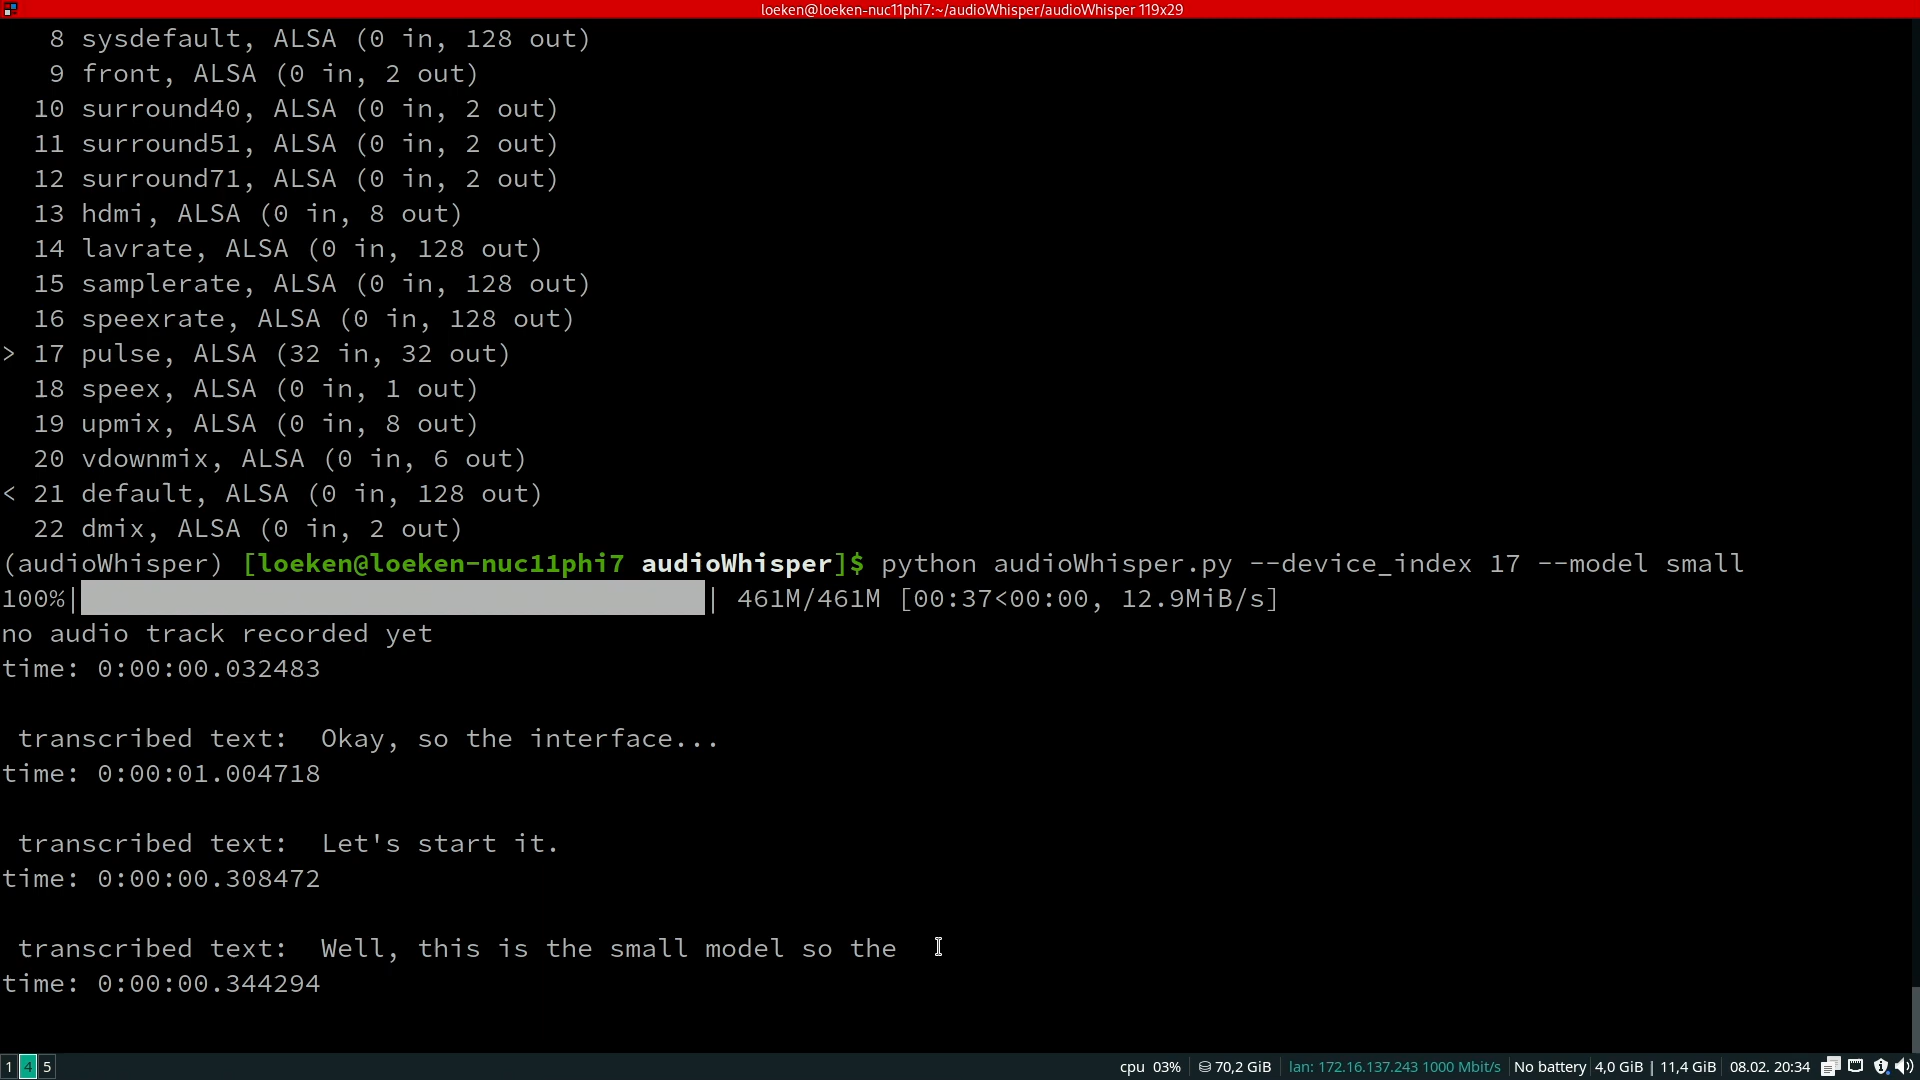 loeken@loeken-nuc11phi7:~/audioWhisper/audioWhisper 119x29
8 sysdefault, ALSA (0 in, 128 out)
9 front, ALSA (0 in, 2 out)
10 surround40, ALSA (0 in, 2 out)
11 surround51, ALSA (0 in, 2 out)
12 surround71, ALSA (0 in, 2 out)
13 hdmi, ALSA (0 in, 8 out)
14 lavrate, ALSA (0 in, 128 out)
15 samplerate, ALSA (0 in, 128 out)
16 speexrate, ALSA (0 in, 128 out)
> 17 pulse, ALSA (32 in, 32 out)
18 speex, ALSA (0 in, 1 out)
19 upmix, ALSA (0 in, 8 out)
20 vdownmix, ALSA (0 in, 6 out)
< 21 default, ALSA (0 in, 128 out)
22 dmix, ALSA (0 in, 2 out)
(audioWhisper) [loeken@loeken-nuc11phi7 audioWhisper]$ python audioWhisper.py --device_index 17 --model small
100%| | 461M/461M [00:37<00:00, 12.9MiB/s]
no audio track recorded yet
time: 0:00:00.032483
transcribed text:  Okay, so the interface...
time: 0:00:01.004718
transcribed text:  Let's start it.
time: 0:00:00.308472
transcribed text:  Well, this is the small model so the
time: 0:00:00.344294
1 4 5 cpu 03% 70,2 GiB lan: 172.16.137.243 1000 Mbit/s No battery 4,0 GiB | 11,4 GiB 08.02. 20:34